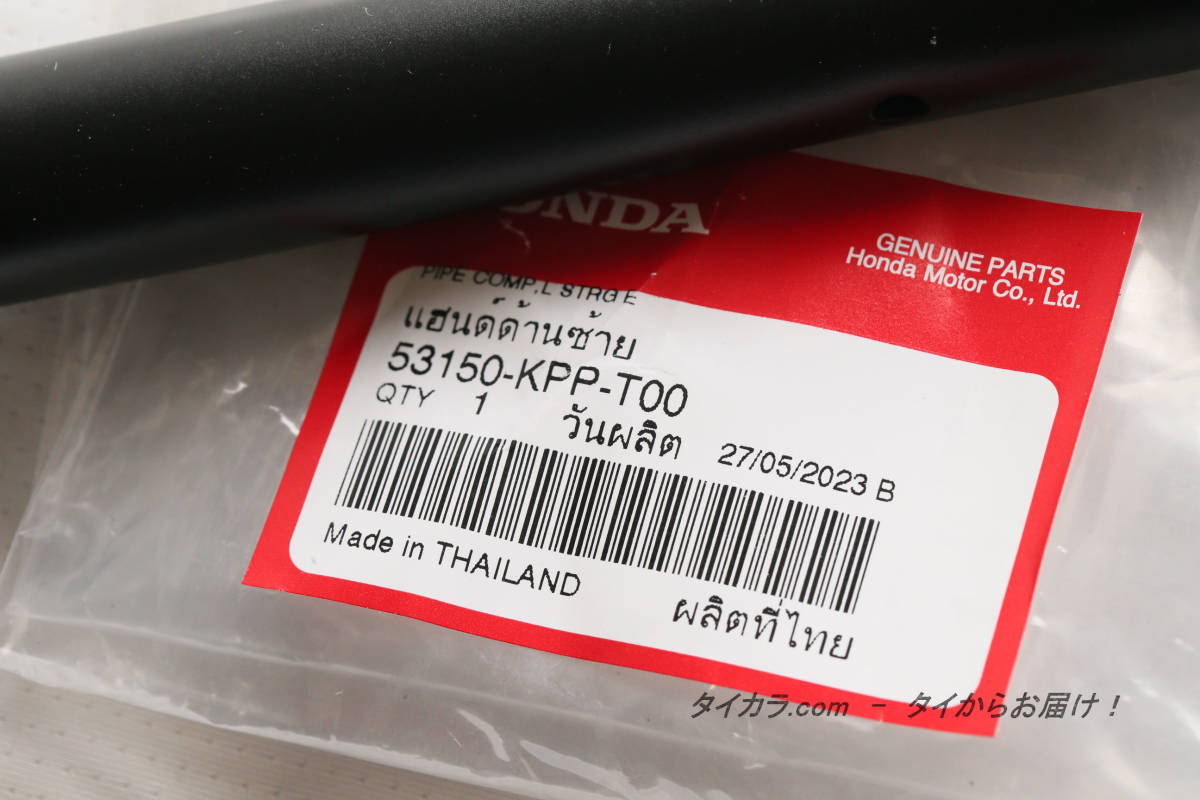 HONDA
GENUINE PARTS
Honda Motor Co., Ltd.
PIPE COMP.L STRG E
แฮนด์ด้านซ้าย
53150-KPP-T00
QTY 1 วันผลิต 27/05/2023 B
Made in THAILAND ผลิตที่ไทย
タイカラ.com - タイからお届け!